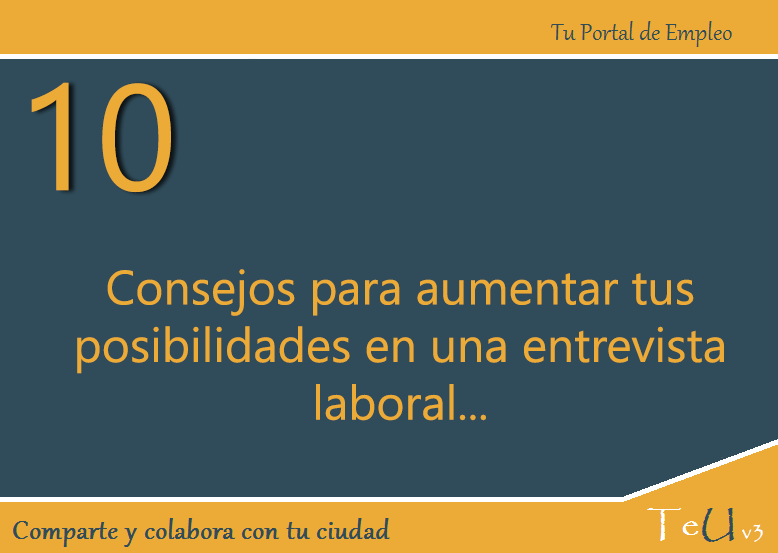 Tu Portal de Empleo
10
Consejos para aumentar tus
posibilidades en una entrevista
laboral...
Comparte y colabora con tu ciudad
TeU v3